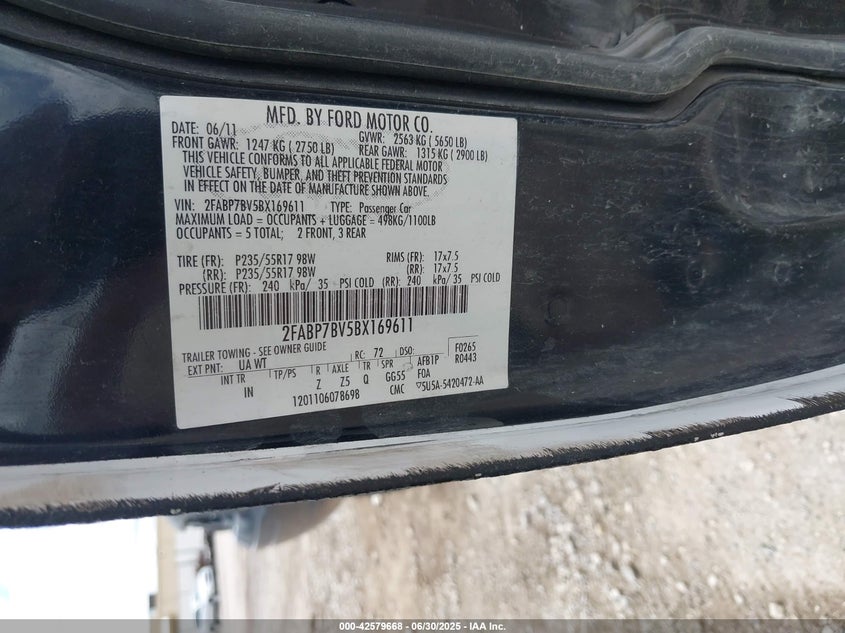 MFD. BY FORD MOTOR CO.
DATE: 06/11 GVWR: 2563 KG ( 5650 LB)
FRONT GAWR: 1247 KG ( 2750 LB) REAR GAWR: 1315 KG ( 2900 LB)
THIS VEHICLE CONFORMS TO ALL APPLICABLE FEDERAL MOTOR
VEHICLE SAFETY, BUMPER, AND THEFT PREVENTION STANDARDS
IN EFFECT ON THE DATE OF MANUFACTURE SHOWN ABOVE.
VIN: 2FABP7BV5BX169611 TYPE: Passenger Car
MAXIMUM LOAD = OCCUPANTS + LUGGAGE = 498KG/1100LB
OCCUPANTS = 5 TOTAL: 2 FRONT, 3 REAR
TIRE (FR): P235/55R17 98W RIMS (FR): 17x7.5
(RR): P235/55R17 98W (RR): 17x7.5
PRESSURE (FR): 240 kPa/ 35 PSI COLD (RR): 240 kPa/ 35 PSI COLD
2FABP7BV5BX169611
TRAILER TOWING - SEE OWNER GUIDE RC: 72 DSO: F0265
EXT PNT: UA WT AFB1P R0443
INT TR TP/PS R AXLE TR SPR FOA
IN Z Z5 Q GG55
1201106078698 CMC ▽5U5A-5420472-AA
000-42579668 - 06/30/2025 - IAA Inc.